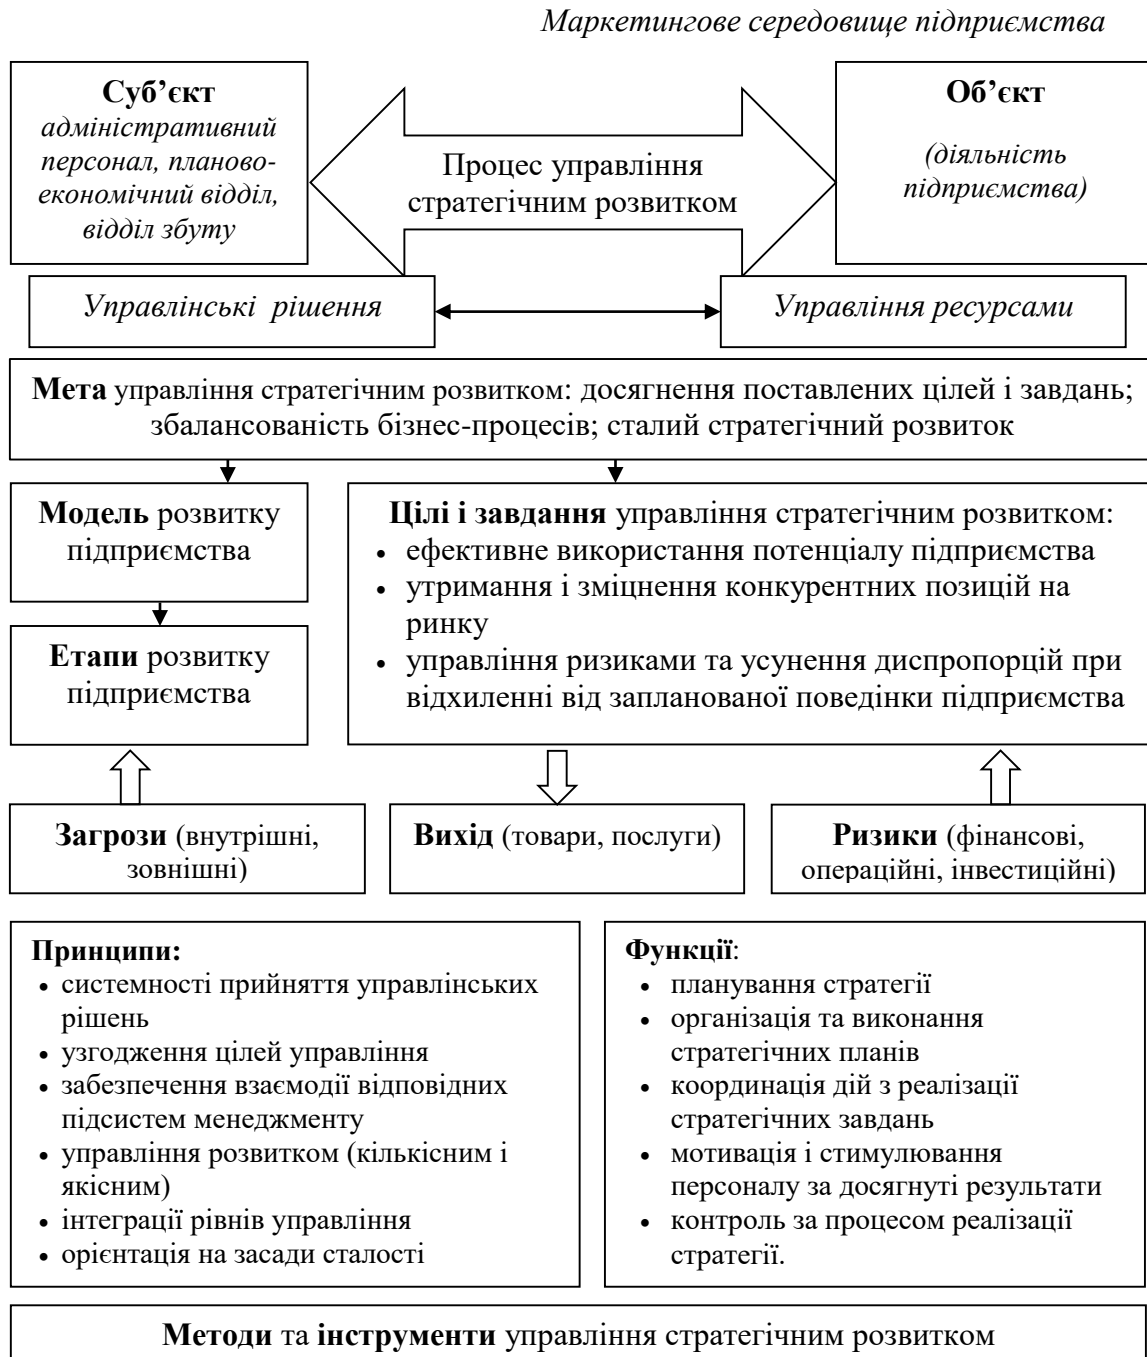 Маркетингове середовище підприємства
Суб’єкт
адміністративний
персонал, планово-
економічний відділ,
відділ збуту
Процес управління
стратегічним розвитком
Об’єкт
(діяльність
підприємства)
Управлінські рішення
Управління ресурсами
Мета управління стратегічним розвитком: досягнення поставлених цілей і завдань;
збалансованість бізнес-процесів; сталий стратегічний розвиток
Модель розвитку
підприємства
Етапи розвитку
підприємства
Цілі і завдання управління стратегічним розвитком:
• ефективне використання потенціалу підприємства
• утримання і зміцнення конкурентних позицій на
ринку
• управління ризиками та усунення диспропорцій при
відхиленні від запланованої поведінки підприємства
Загрози (внутрішні,
зовнішні)
Вихід (товари, послуги)
Ризики (фінансові,
операційні, інвестиційні)
Принципи:
• системності прийняття управлінських
рішень
• узгодження цілей управління
• забезпечення взаємодії відповідних
підсистем менеджменту
• управління розвитком (кількісним і
якісним)
• інтеграції рівнів управління
• орієнтація на засади сталості
Функції:
• планування стратегії
• організація та виконання
стратегічних планів
• координація дій з реалізації
стратегічних завдань
• мотивація і стимулювання
персоналу за досягнуті результати
• контроль за процесом реалізації
стратегії.
Методи та інструменти управління стратегічним розвитком